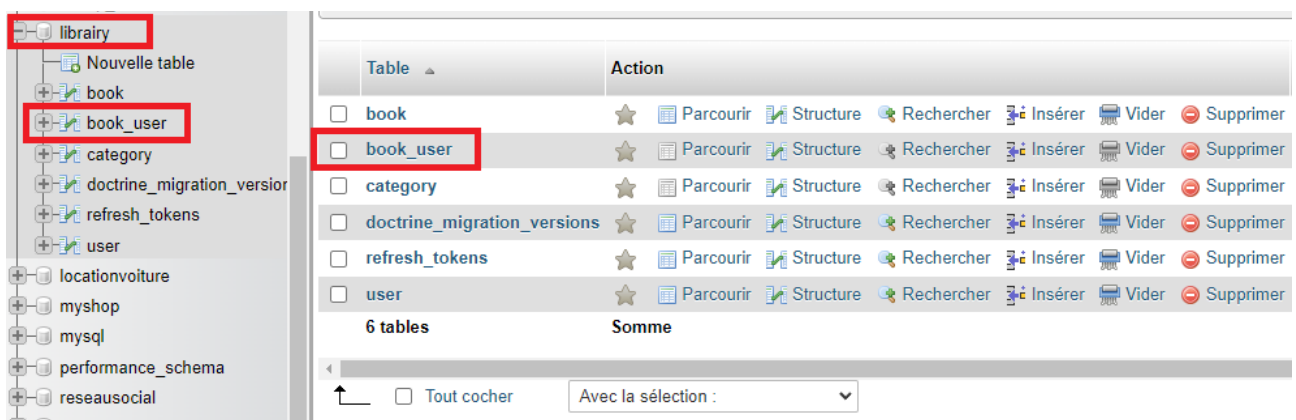 librairy
Nouvelle table
book
book_user
category
doctrine_migration_version
refresh_tokens
user
locationvoiture
myshop
mysql
performance_schema
reseausocial
Table Action
book Parcourir Structure Rechercher Insérer Vider Supprimer
book_user Parcourir Structure Rechercher Insérer Vider Supprimer
category Parcourir Structure Rechercher Insérer Vider Supprimer
doctrine_migration_versions Parcourir Structure Rechercher Insérer Vider Supprimer
refresh_tokens Parcourir Structure Rechercher Insérer Vider Supprimer
user Parcourir Structure Rechercher Insérer Vider Supprimer
6 tables Somme
Tout cocher Avec la sélection :